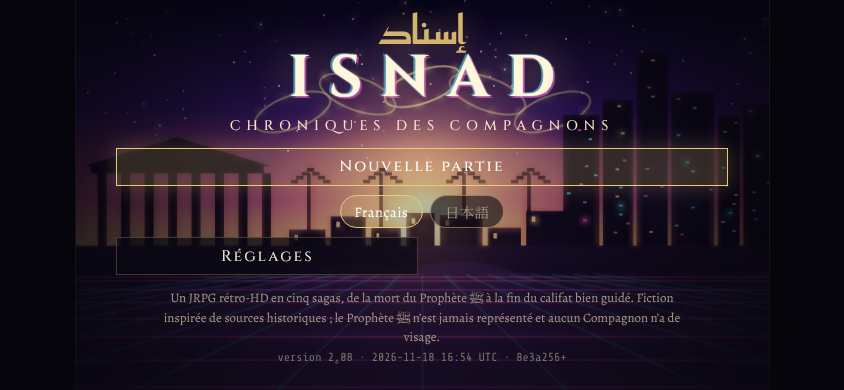 إسناد
ISNAD
CHRONIQUES DES COMPAGNONS
NOUVELLE PARTIE
Français
日本語
RÉGLAGES
Un JRPG rétro-HD en cinq sagas, de la mort du Prophète ﷺ à la fin du califat bien guidé. Fiction
inspirée de sources historiques ; le Prophète ﷺ n'est jamais représenté et aucun Compagnon n'a de
visage.
version 2.08 · 2026-11-18 16:54 UTC · 8e3a256+